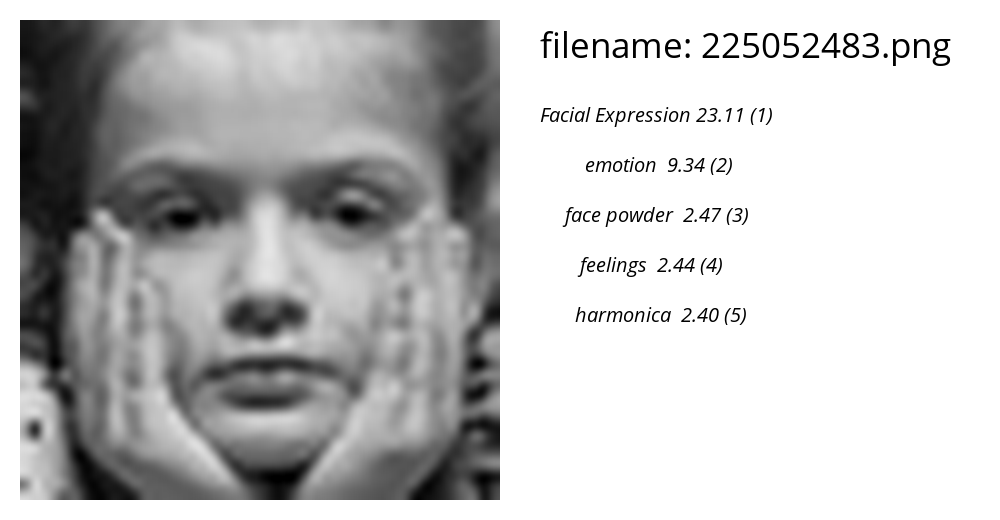 filename: 225052483.png
Facial Expression 23.11 (1)
emotion 9.34 (2)
face powder 2.47 (3)
feelings 2.44 (4)
harmonica 2.40 (5)